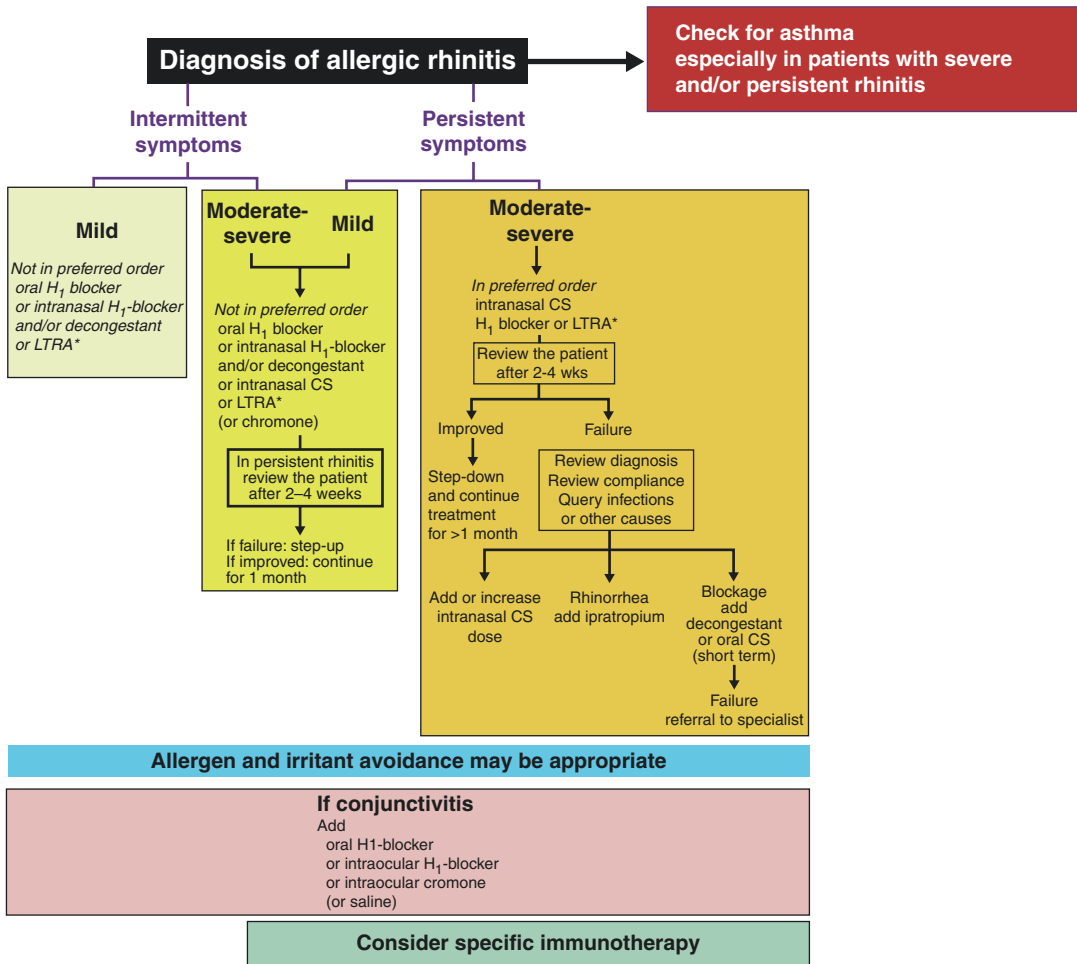 Diagnosis of allergic rhinitis
Check for asthma
especially in patients with severe
and/or persistent rhinitis
Intermittent
symptoms
Persistent
symptoms
Mild
Not in preferred order
oral H₁ blocker
or intranasal H₁-blocker
and/or decongestant
or LTRA*
Moderate-
severe
Mild
Not in preferred order
oral H₁ blocker
or intranasal H₁-blocker
and/or decongestant
or intranasal CS
or LTRA*
(or chromone)
In persistent rhinitis
review the patient
after 2–4 weeks
If failure: step-up
If improved: continue
for 1 month
Moderate-
severe
In preferred order
intranasal CS
H₁ blocker or LTRA*
Review the patient
after 2-4 wks
Improved
Failure
Step-down
and continue
treatment
for >1 month
Review diagnosis
Review compliance
Query infections
or other causes
Add or increase
intranasal CS
dose
Rhinorrhea
add ipratropium
Blockage
add
decongestant
or oral CS
(short term)
Failure
referral to specialist
Allergen and irritant avoidance may be appropriate
If conjunctivitis
Add
oral H1-blocker
or intraocular H₁-blocker
or intraocular cromone
(or saline)
Consider specific immunotherapy